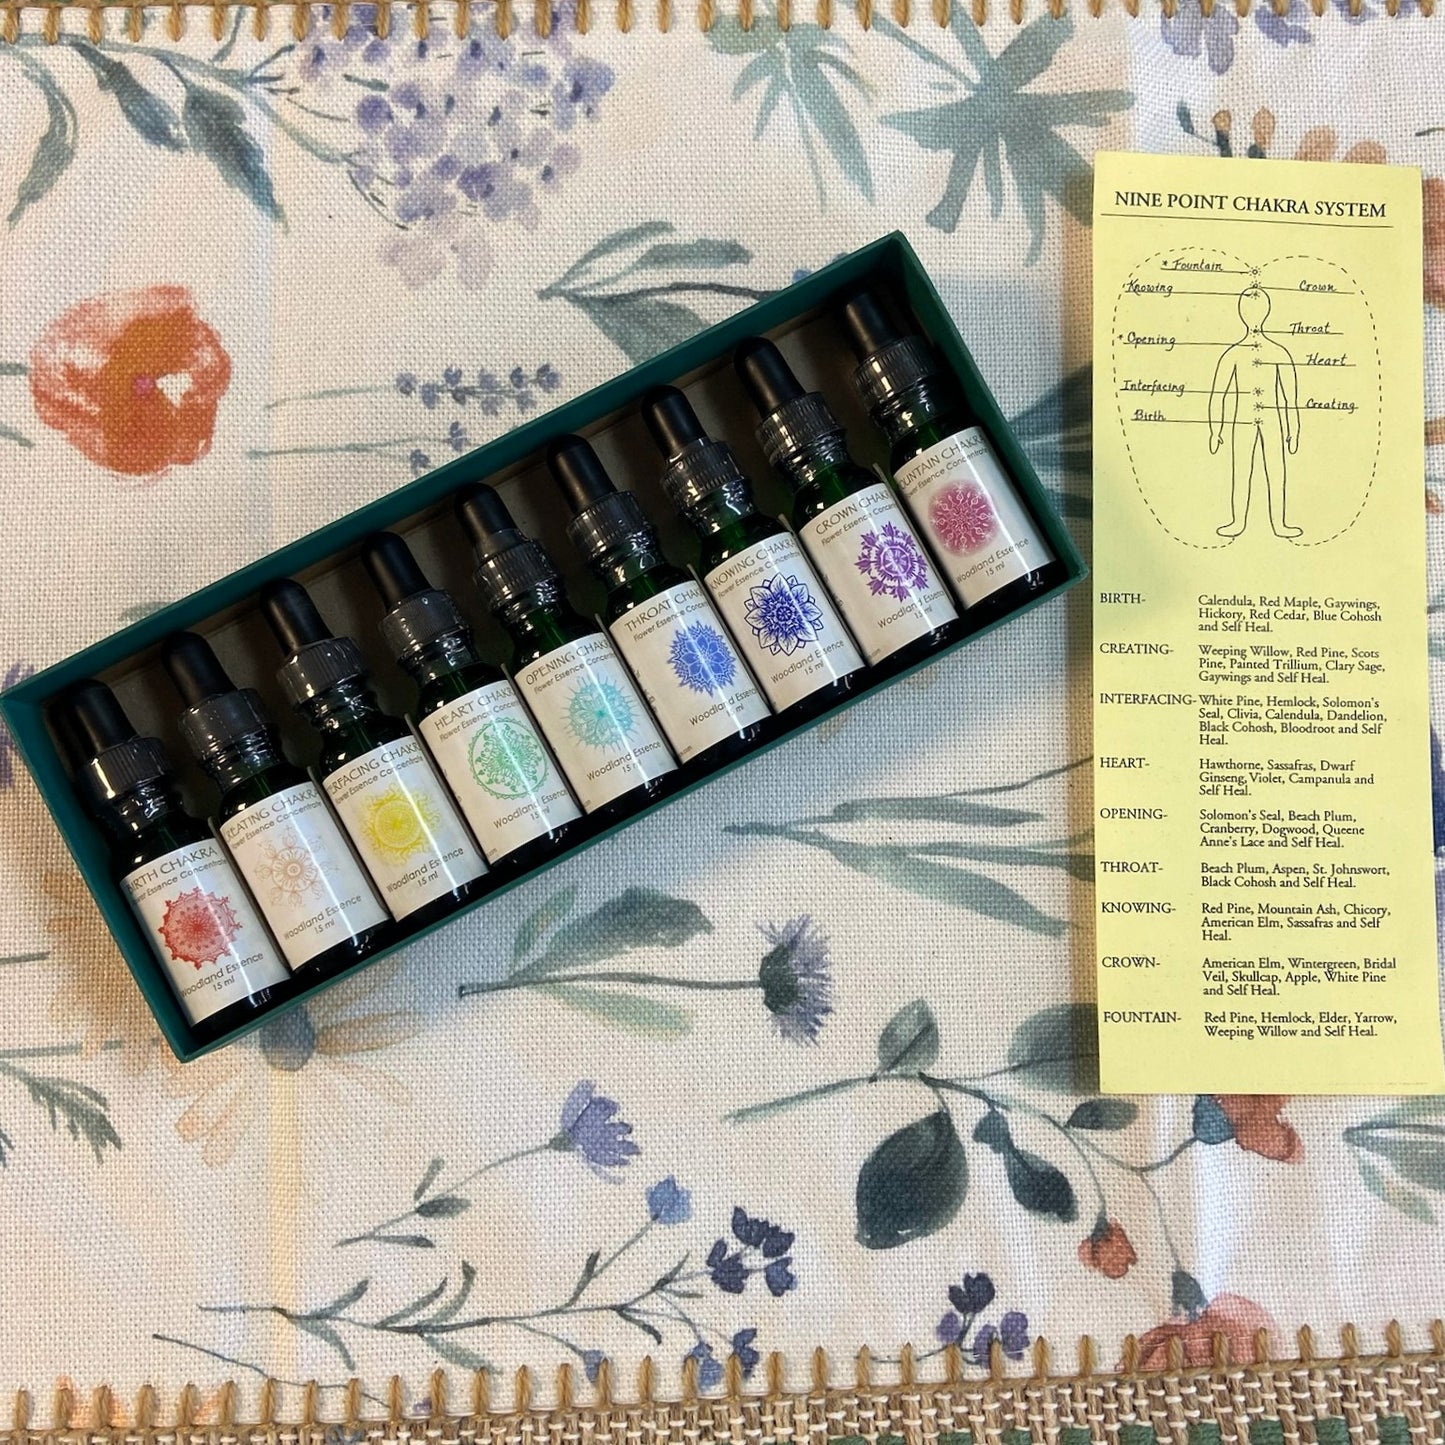 BIRTH CHAKRA
Flower Essence Concentrate
Woodland Essence
15 ml
CREATING CHAKRA
Flower Essence Concentrate
Woodland Essence
15 ml
Flower Essence Concentrate
Woodland Essence
15 ml
HEART CHAKRA
Flower Essence Concentrate
Woodland Essence
15 ml
OPENING CHAKRA
Flower Essence Concentrate
Woodland Essence
15 ml
THROAT CHAKRA
Flower Essence Concentrate
Woodland Essence
15 ml
KNOWING CHAKRA
Flower Essence Concentrate
Woodland Essence
15 ml
CROWN CHAKRA
Flower Essence Concentrate
Woodland Essence
15 ml
FOUNTAIN CHAKRA
Flower Essence Concentrate
Woodland Essence
15 ml
NINE POINT CHAKRA SYSTEM
* Fountain
Knowing
Crown
Throat
* Opening
Heart
Interfacing
Creating
Birth
BIRTH- Calendula, Red Maple, Gaywings,
Hickory, Red Cedar, Blue Cohosh
and Self Heal.
CREATING- Weeping Willow, Red Pine, Scots
Pine, Painted Trillium, Clary Sage,
Gaywings and Self Heal.
INTERFACING- White Pine, Hemlock, Solomon's
Seal, Clivia, Calendula, Dandelion,
Black Cohosh, Bloodroot and Self
Heal.
HEART- Hawthorne, Sassafras, Dwarf
Ginseng, Violet, Campanula and
Self Heal.
OPENING- Solomon's Seal, Beach Plum,
Cranberry, Dogwood, Queene
Anne's Lace and Self Heal.
THROAT- Beach Plum, Aspen, St. Johnswort,
Black Cohosh and Self Heal.
KNOWING- Red Pine, Mountain Ash, Chicory,
American Elm, Sassafras and Self
Heal.
CROWN- American Elm, Wintergreen, Bridal
Veil, Skullcap, Apple, White Pine
and Self Heal.
FOUNTAIN- Red Pine, Hemlock, Elder, Yarrow,
Weeping Willow and Self Heal.